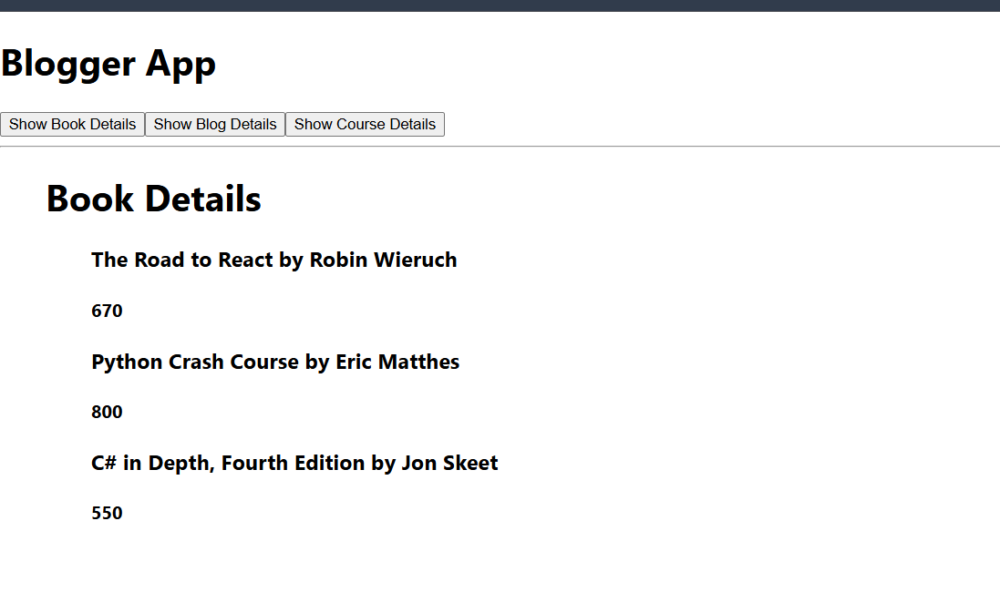 Blogger App
Show Book Details Show Blog Details Show Course Details
Book Details
The Road to React by Robin Wieruch
670
Python Crash Course by Eric Matthes
800
C# in Depth, Fourth Edition by Jon Skeet
550